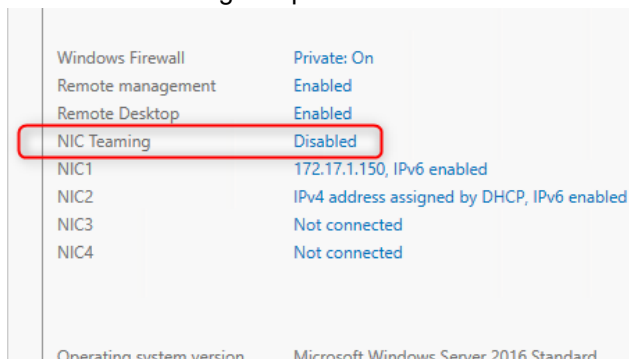 Windows Firewall Private: On
Remote management Enabled
Remote Desktop Enabled
NIC Teaming Disabled
NIC1 172.17.1.150, IPv6 enabled
NIC2 IPv4 address assigned by DHCP, IPv6 enabled
NIC3 Not connected
NIC4 Not connected
Operating system version Microsoft Windows Server 2016 Standard